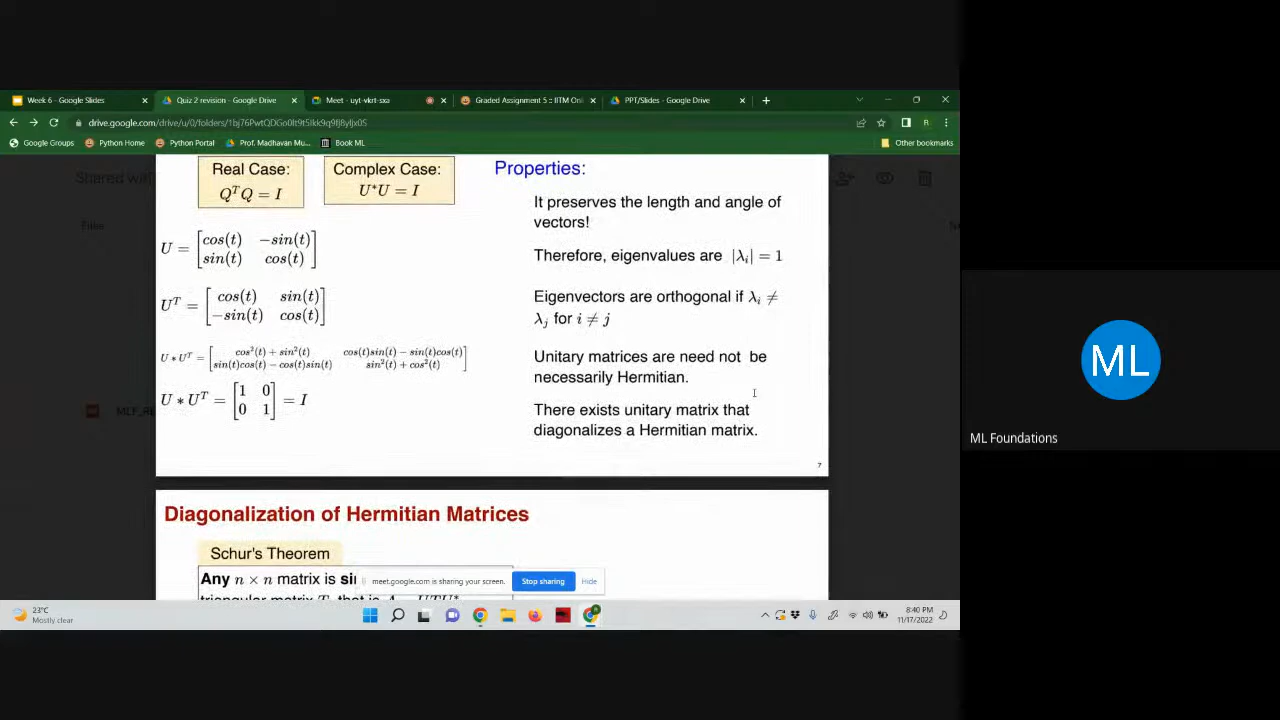 Week 6 - Google Slides
Quiz 2 revision - Google Drive
Meet - uyt-vkrt-sxa
Graded Assignment 5 :: IITM Onl
PPT/Slides - Google Drive
Google Groups
Python Home
Python Portal
Prof. Madhavan Mu...
Book ML
Other bookmarks
Real Case:
Q^T Q = I
Complex Case:
U*U = I
U = [cos(t) −sin(t)
sin(t) cos(t)]
U^T = [cos(t) sin(t)
−sin(t) cos(t)]
U * U^T = [cos²(t) + sin²(t) cos(t)sin(t) − sin(t)cos(t)
sin(t)cos(t) − cos(t)sin(t) sin²(t) + cos²(t)]
U * U^T = [1 0
0 1] = I
Properties:
It preserves the length and angle of
vectors!
Therefore, eigenvalues are |λ_i| = 1
Eigenvectors are orthogonal if λ_i ≠
λ_j for i ≠ j
Unitary matrices are need not be
necessarily Hermitian.
There exists unitary matrix that
diagonalizes a Hermitian matrix.
7
Diagonalization of Hermitian Matrices
Schur's Theorem
Any n × n matrix is
meet.google.com is sharing your screen.
Stop sharing
Hide
ML
ML Foundations
23°C
Mostly clear
8:40 PM
11/17/2022